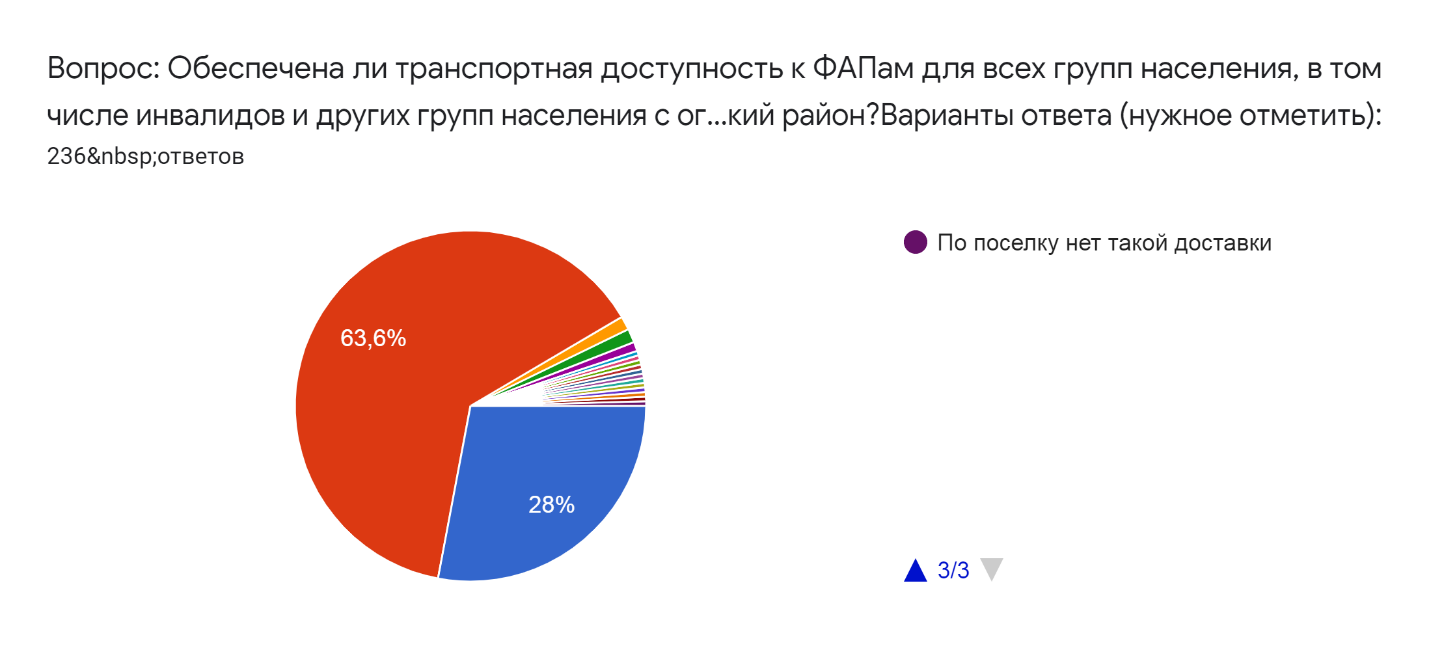 Вопрос: Обеспечена ли транспортная доступность к ФАПам для всех групп населения, в том
числе инвалидов и других групп населения с ог...кий район?Варианты ответа (нужное отметить):
236&nbsp;ответов
По поселку нет такой доставки
63,6%
28%
3/3